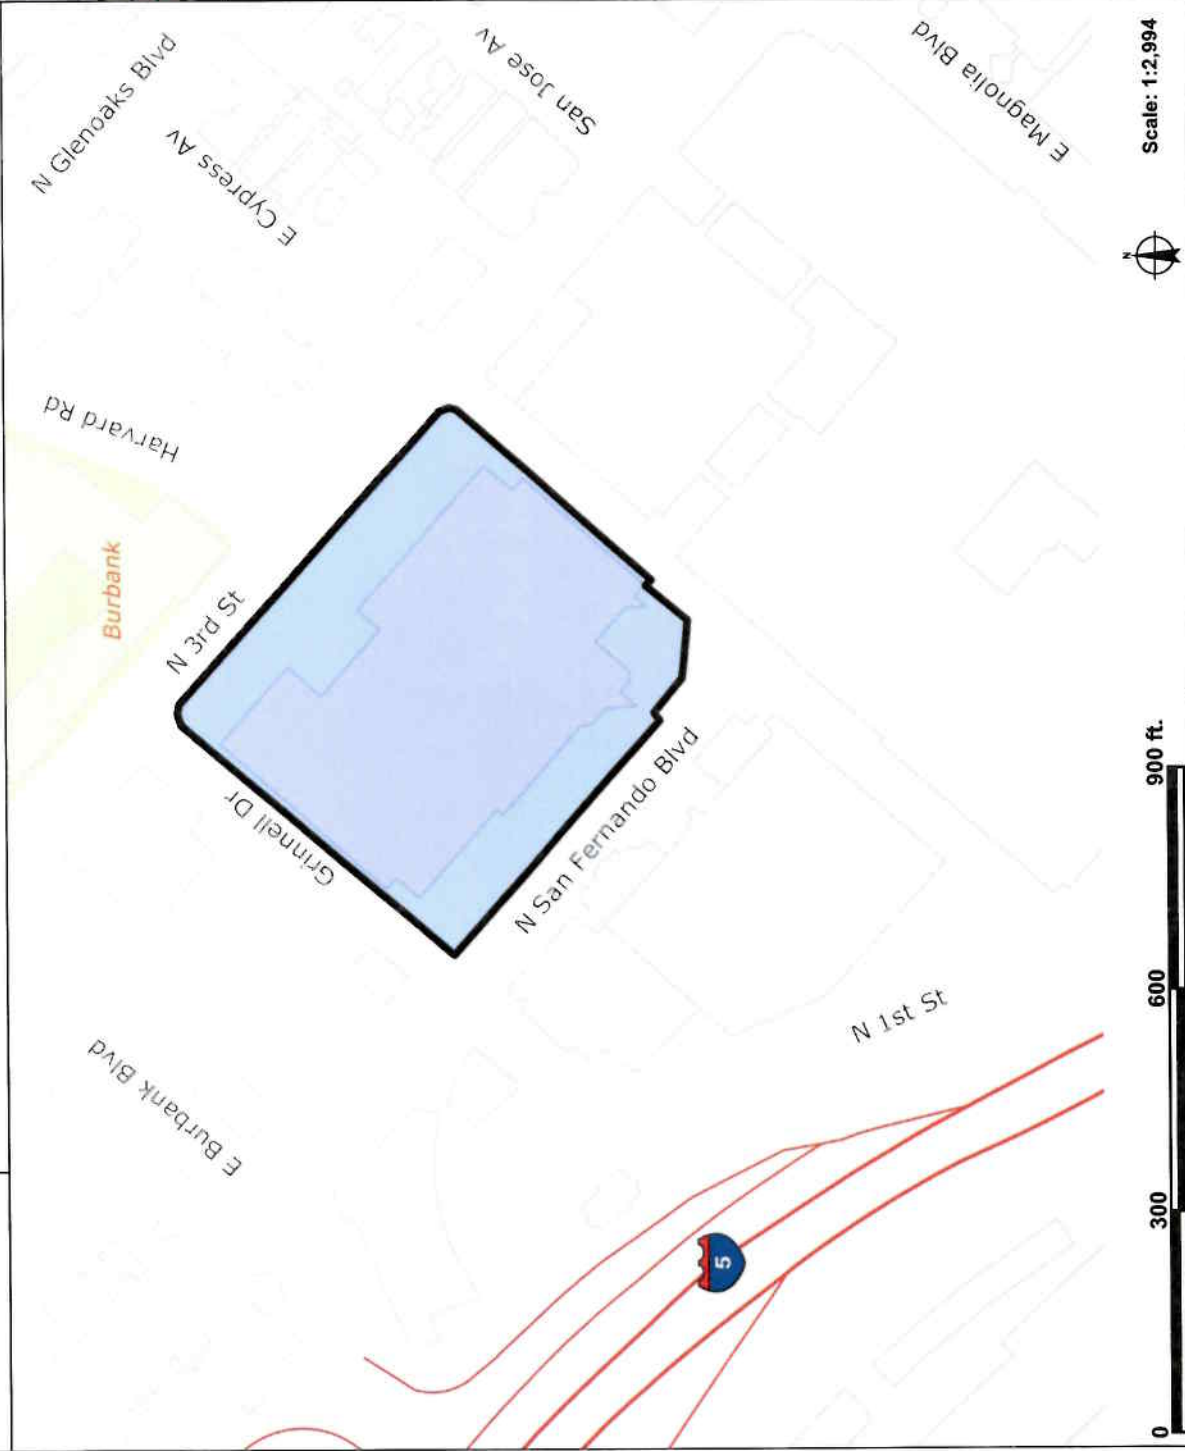 N Glenoaks Blvd
E Cypress Av
San Jose Av
E Magnolia Blvd
Harvard Rd
Burbank
N 3rd St
Grinnell Dr
N San Fernando Blvd
E Burbank Blvd
N 1st St
5
N
Scale: 1:2,994
0 300 600 900 ft.